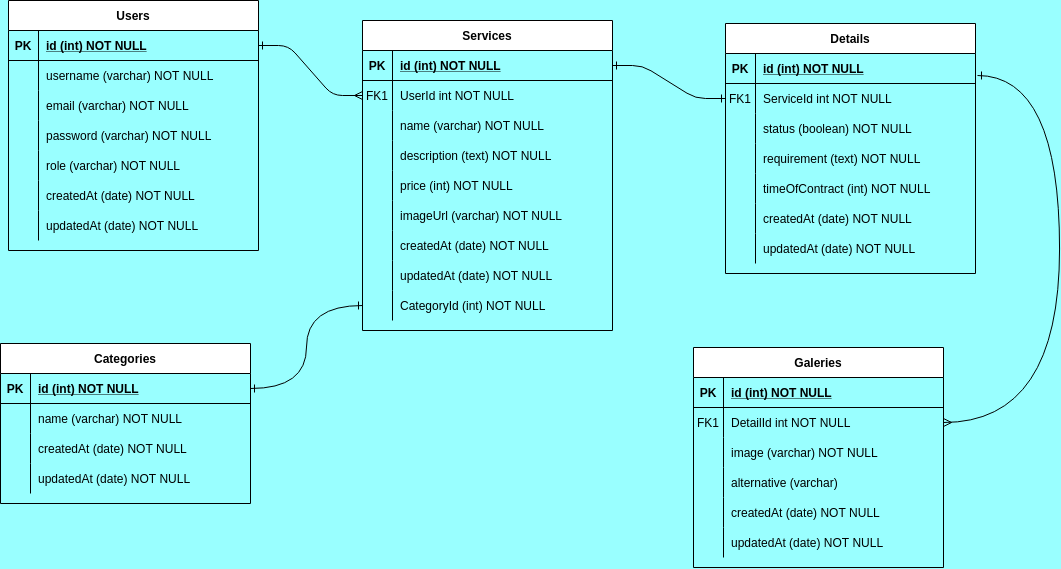 Users
PK id (int) NOT NULL
username (varchar) NOT NULL
email (varchar) NOT NULL
password (varchar) NOT NULL
role (varchar) NOT NULL
createdAt (date) NOT NULL
updatedAt (date) NOT NULL
Services
PK id (int) NOT NULL
FK1 UserId int NOT NULL
name (varchar) NOT NULL
description (text) NOT NULL
price (int) NOT NULL
imageUrl (varchar) NOT NULL
createdAt (date) NOT NULL
updatedAt (date) NOT NULL
CategoryId (int) NOT NULL
Details
PK id (int) NOT NULL
FK1 ServiceId int NOT NULL
status (boolean) NOT NULL
requirement (text) NOT NULL
timeOfContract (int) NOT NULL
createdAt (date) NOT NULL
updatedAt (date) NOT NULL
Categories
PK id (int) NOT NULL
name (varchar) NOT NULL
createdAt (date) NOT NULL
updatedAt (date) NOT NULL
Galeries
PK id (int) NOT NULL
FK1 DetailId int NOT NULL
image (varchar) NOT NULL
alternative (varchar)
createdAt (date) NOT NULL
updatedAt (date) NOT NULL